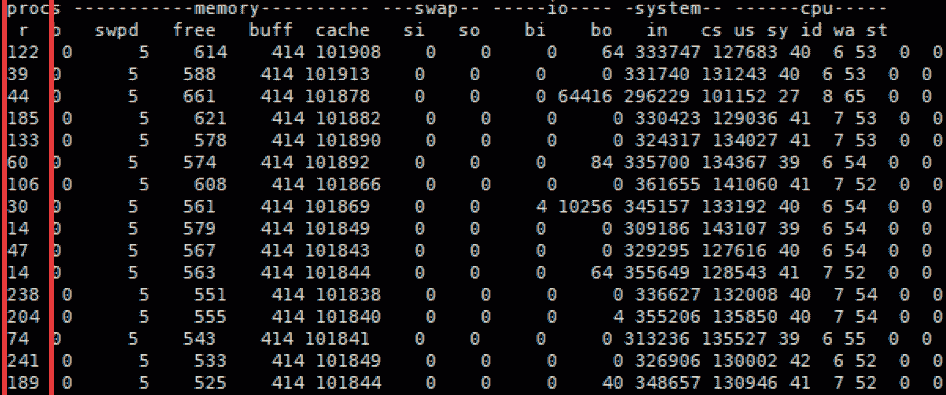 procs -----------memory---------- ---swap-- -----io---- -system-- ------cpu-----
r b swpd free buff cache si so bi bo in cs us sy id wa st
122 0 5 614 414 101908 0 0 0 64 333747 127683 40 6 53 0 0
39 0 5 588 414 101913 0 0 0 0 331740 131243 40 6 53 0 0
44 0 5 661 414 101878 0 0 0 64416 296229 101152 27 8 65 0 0
185 0 5 621 414 101882 0 0 0 0 330423 129036 41 7 53 0 0
133 0 5 578 414 101890 0 0 0 0 324317 134027 41 7 53 0 0
60 0 5 574 414 101892 0 0 0 84 335700 134367 39 6 54 0 0
106 0 5 608 414 101866 0 0 0 0 361655 141060 41 7 52 0 0
30 0 5 561 414 101869 0 0 4 10256 345157 133192 40 6 54 0 0
14 0 5 579 414 101849 0 0 0 0 309186 143107 39 6 54 0 0
47 0 5 567 414 101843 0 0 0 0 329295 127616 40 6 54 0 0
14 0 5 563 414 101844 0 0 0 64 355649 128543 41 7 52 0 0
238 0 5 551 414 101838 0 0 0 0 336627 132008 40 7 54 0 0
204 0 5 555 414 101840 0 0 0 4 355206 135850 40 7 54 0 0
74 0 5 543 414 101841 0 0 0 0 313236 135527 39 6 55 0 0
241 0 5 533 414 101849 0 0 0 0 326906 130002 42 6 52 0 0
189 0 5 525 414 101844 0 0 0 40 348657 130946 41 7 52 0 0